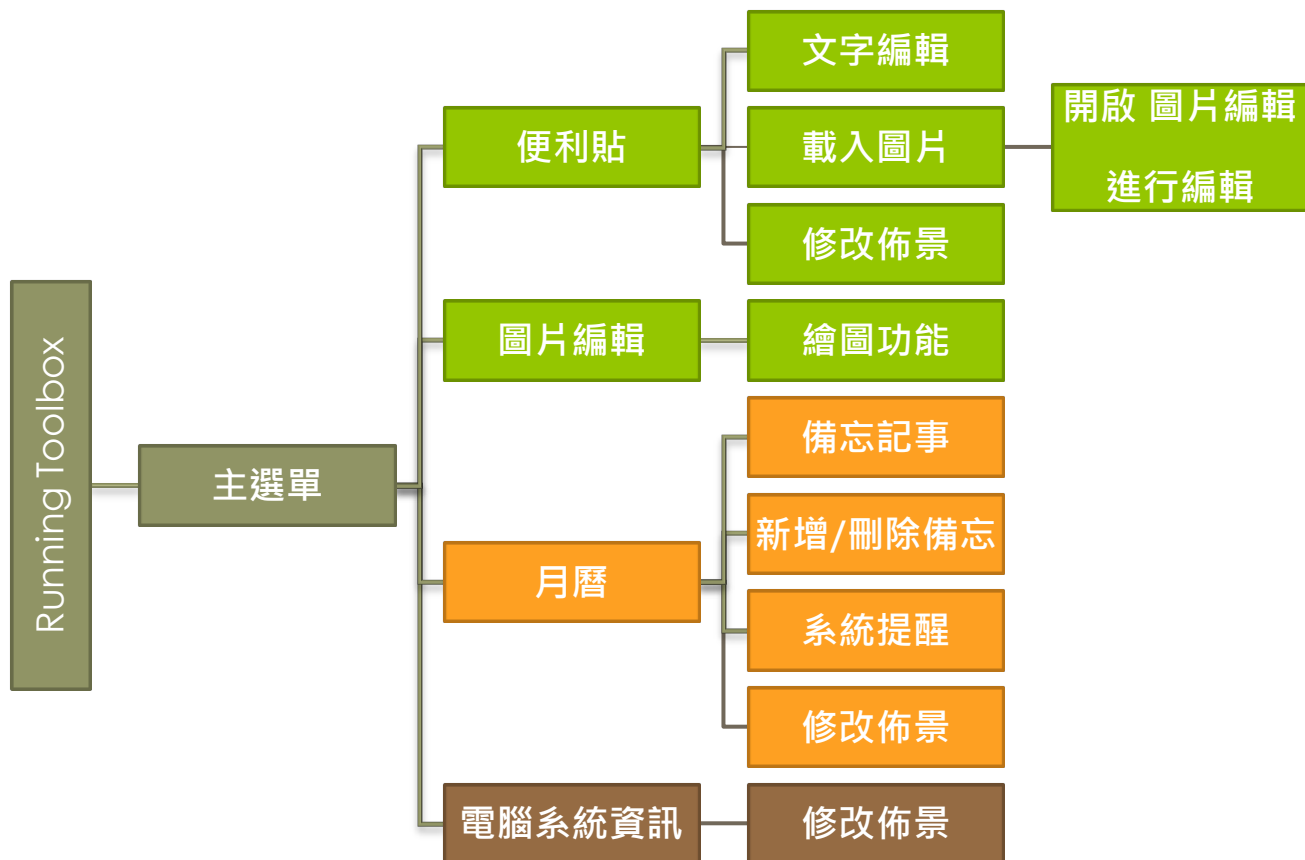 Running Toolbox
主選單
便利貼
文字編輯
載入圖片
開啟 圖片編輯
進行編輯
修改佈景
圖片編輯
繪圖功能
月曆
備忘記事
新增/刪除備忘
系統提醒
修改佈景
電腦系統資訊
修改佈景